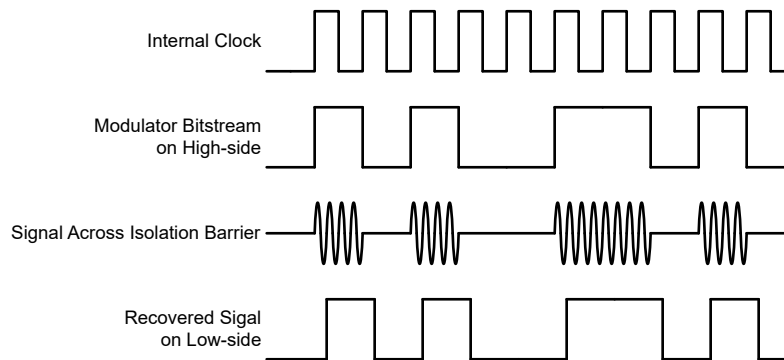 Internal Clock
Modulator Bitstream
on High-side
Signal Across Isolation Barrier
Recovered Sigal
on Low-side